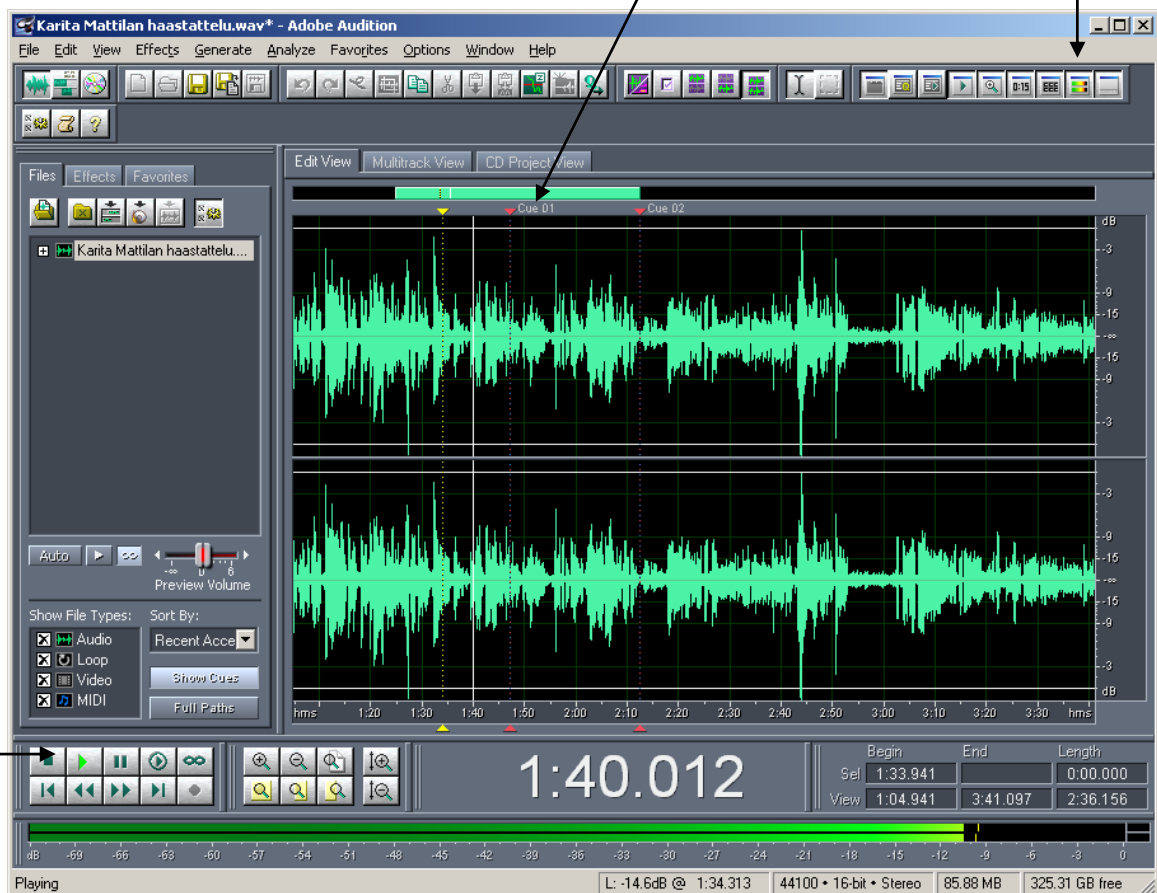 Karita Mattilan haastattelu.wav* - Adobe Audition
File Edit View Effects Generate Analyze Favorites Options Window Help
Files Effects Favorites
Edit View Multitrack View CD Project View
Cue 01 Cue 02
Karita Mattilan haastattelu....
dB
-3
-9
-15
-∞
-15
-9
-3
-3
-9
-15
-∞
-15
-9
-3
dB
Auto
-∞ 0 6
Preview Volume
Show File Types: Sort By:
Audio Recent Acce
Loop
Video Show Cues
MIDI Full Paths
hms 1:20 1:30 1:40 1:50 2:00 2:10 2:20 2:30 2:40 2:50 3:00 3:10 3:20 3:30 hms
1:40.012
Begin End Length
Sel 1:33.941 0:00.000
View 1:04.941 3:41.097 2:36.156
dB -69 -66 -63 -60 -57 -54 -51 -48 -45 -42 -39 -36 -33 -30 -27 -24 -21 -18 -15 -12 -9 -6 -3 0
Playing L: -14.6dB @ 1:34.313 44100 • 16-bit • Stereo 85.88 MB 325.31 GB free